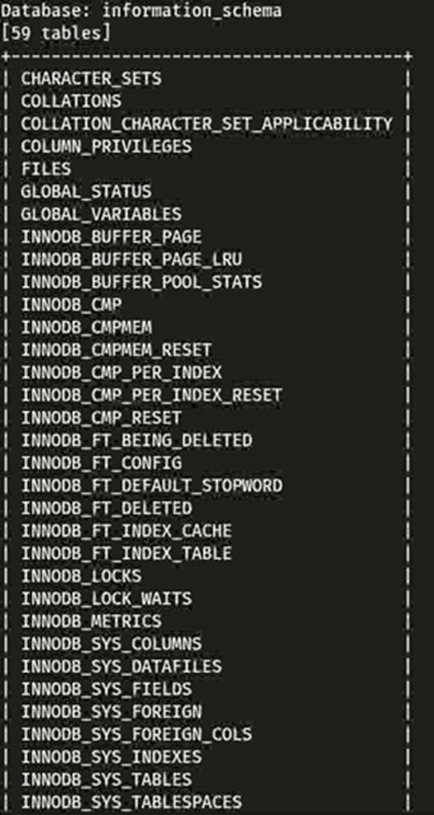 Database: information_schema
[59 tables]
+---------------------------------------+
| CHARACTER_SETS |
| COLLATIONS |
| COLLATION_CHARACTER_SET_APPLICABILITY |
| COLUMN_PRIVILEGES |
| FILES |
| GLOBAL_STATUS |
| GLOBAL_VARIABLES |
| INNODB_BUFFER_PAGE |
| INNODB_BUFFER_PAGE_LRU |
| INNODB_BUFFER_POOL_STATS |
| INNODB_CMP |
| INNODB_CMPMEM |
| INNODB_CMPMEM_RESET |
| INNODB_CMP_PER_INDEX |
| INNODB_CMP_PER_INDEX_RESET |
| INNODB_CMP_RESET |
| INNODB_FT_BEING_DELETED |
| INNODB_FT_CONFIG |
| INNODB_FT_DEFAULT_STOPWORD |
| INNODB_FT_DELETED |
| INNODB_FT_INDEX_CACHE |
| INNODB_FT_INDEX_TABLE |
| INNODB_LOCKS |
| INNODB_LOCK_WAITS |
| INNODB_METRICS |
| INNODB_SYS_COLUMNS |
| INNODB_SYS_DATAFILES |
| INNODB_SYS_FIELDS |
| INNODB_SYS_FOREIGN |
| INNODB_SYS_FOREIGN_COLS |
| INNODB_SYS_INDEXES |
| INNODB_SYS_TABLES |
| INNODB_SYS_TABLESPACES |